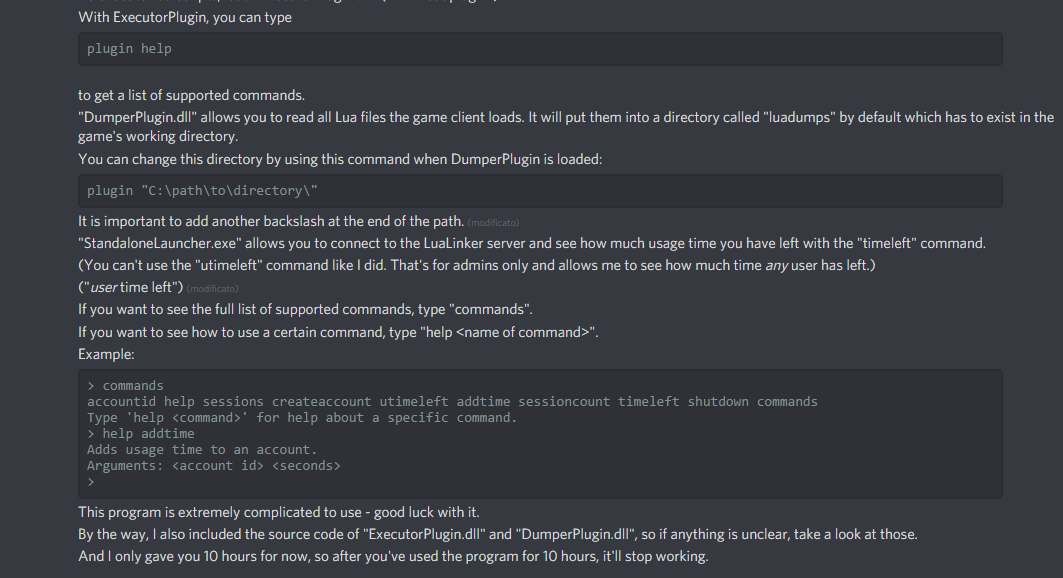 With ExecutorPlugin, you can type
plugin help
to get a list of supported commands.
"DumperPlugin.dll" allows you to read all Lua files the game client loads. It will put them into a directory called "luadumps" by default which has to exist in the
game's working directory.
You can change this directory by using this command when DumperPlugin is loaded:
plugin "C:\path\to\directory\"
It is important to add another backslash at the end of the path. (modificato)
"StandaloneLauncher.exe" allows you to connect to the LuaLinker server and see how much usage time you have left with the "timeleft" command.
(You can't use the "utimeleft" command like I did. That's for admins only and allows me to see how much time any user has left.)
("user time left") (modificato)
If you want to see the full list of supported commands, type "commands".
If you want to see how to use a certain command, type "help <name of command>".
Example:
> commands
accountid help sessions createaccount utimeleft addtime sessioncount timeleft shutdown commands
Type 'help <command>' for help about a specific command.
> help addtime
Adds usage time to an account.
Arguments: <account id> <seconds>
>
This program is extremely complicated to use - good luck with it.
By the way, I also included the source code of "ExecutorPlugin.dll" and "DumperPlugin.dll", so if anything is unclear, take a look at those.
And I only gave you 10 hours for now, so after you've used the program for 10 hours, it'll stop working.